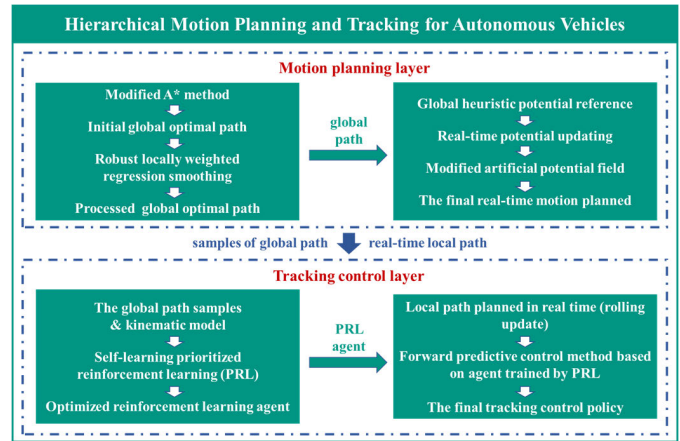 Hierarchical Motion Planning and Tracking for Autonomous Vehicles
Motion planning layer
Modified A* method
Initial global optimal path
Robust locally weighted
regression smoothing
Processed global optimal path
global
path
Global heuristic potential reference
Real-time potential updating
Modified artificial potential field
The final real-time motion planned
samples of global path
real-time local path
Tracking control layer
The global path samples
& kinematic model
Self-learning prioritized
reinforcement learning (PRL)
Optimized reinforcement learning agent
PRL
agent
Local path planned in real time (rolling
update)
Forward predictive control method based
on agent trained by PRL
The final tracking control policy